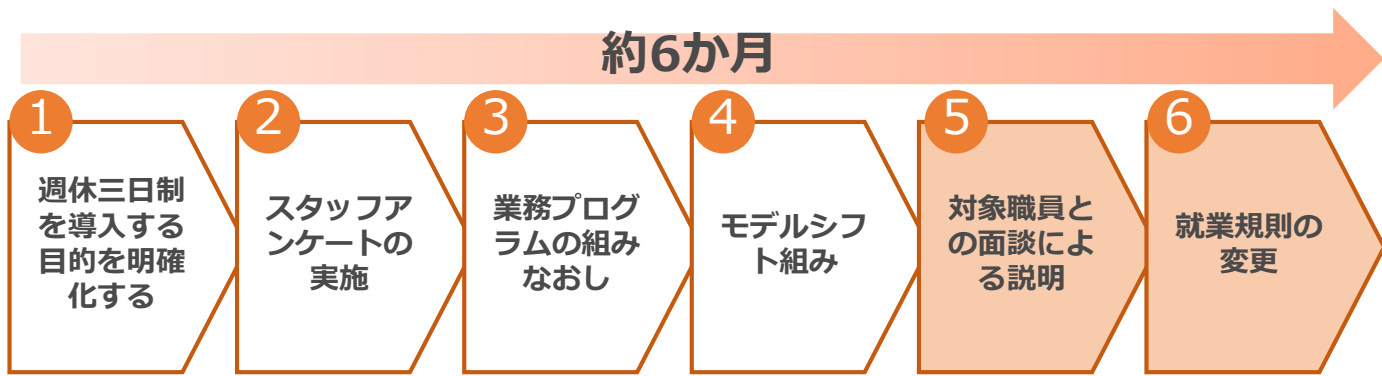 約6か月
1
週休三日制
を導入する
目的を明確
化する
2
スタッフア
ンケートの
実施
3
業務プログ
ラムの組み
なおし
4
モデルシフ
ト組み
5
対象職員と
の面談によ
る説明
6
就業規則の
変更